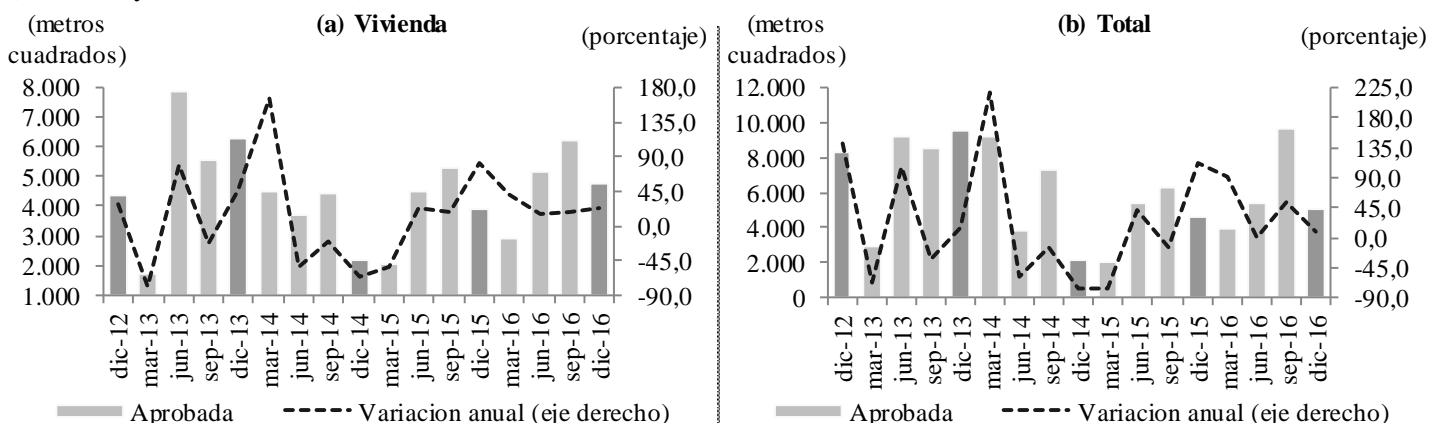 (metros
cuadrados)
(a) Vivienda
(porcentaje)
8.000
7.000
6.000
5.000
4.000
3.000
2.000
1.000
180,0
135,0
90,0
45,0
0,0
-45,0
-90,0
dic-12
mar-13
jun-13
sep-13
dic-13
mar-14
jun-14
sep-14
dic-14
mar-15
jun-15
sep-15
dic-15
mar-16
jun-16
sep-16
dic-16
Aprobada
Variacion anual (eje derecho)
(metros
cuadrados)
(b) Total
(porcentaje)
12.000
10.000
8.000
6.000
4.000
2.000
0
225,0
180,0
135,0
90,0
45,0
0,0
-45,0
-90,0
dic-12
mar-13
jun-13
sep-13
dic-13
mar-14
jun-14
sep-14
dic-14
mar-15
jun-15
sep-15
dic-15
mar-16
jun-16
sep-16
dic-16
Aprobada
Variacion anual (eje derecho)